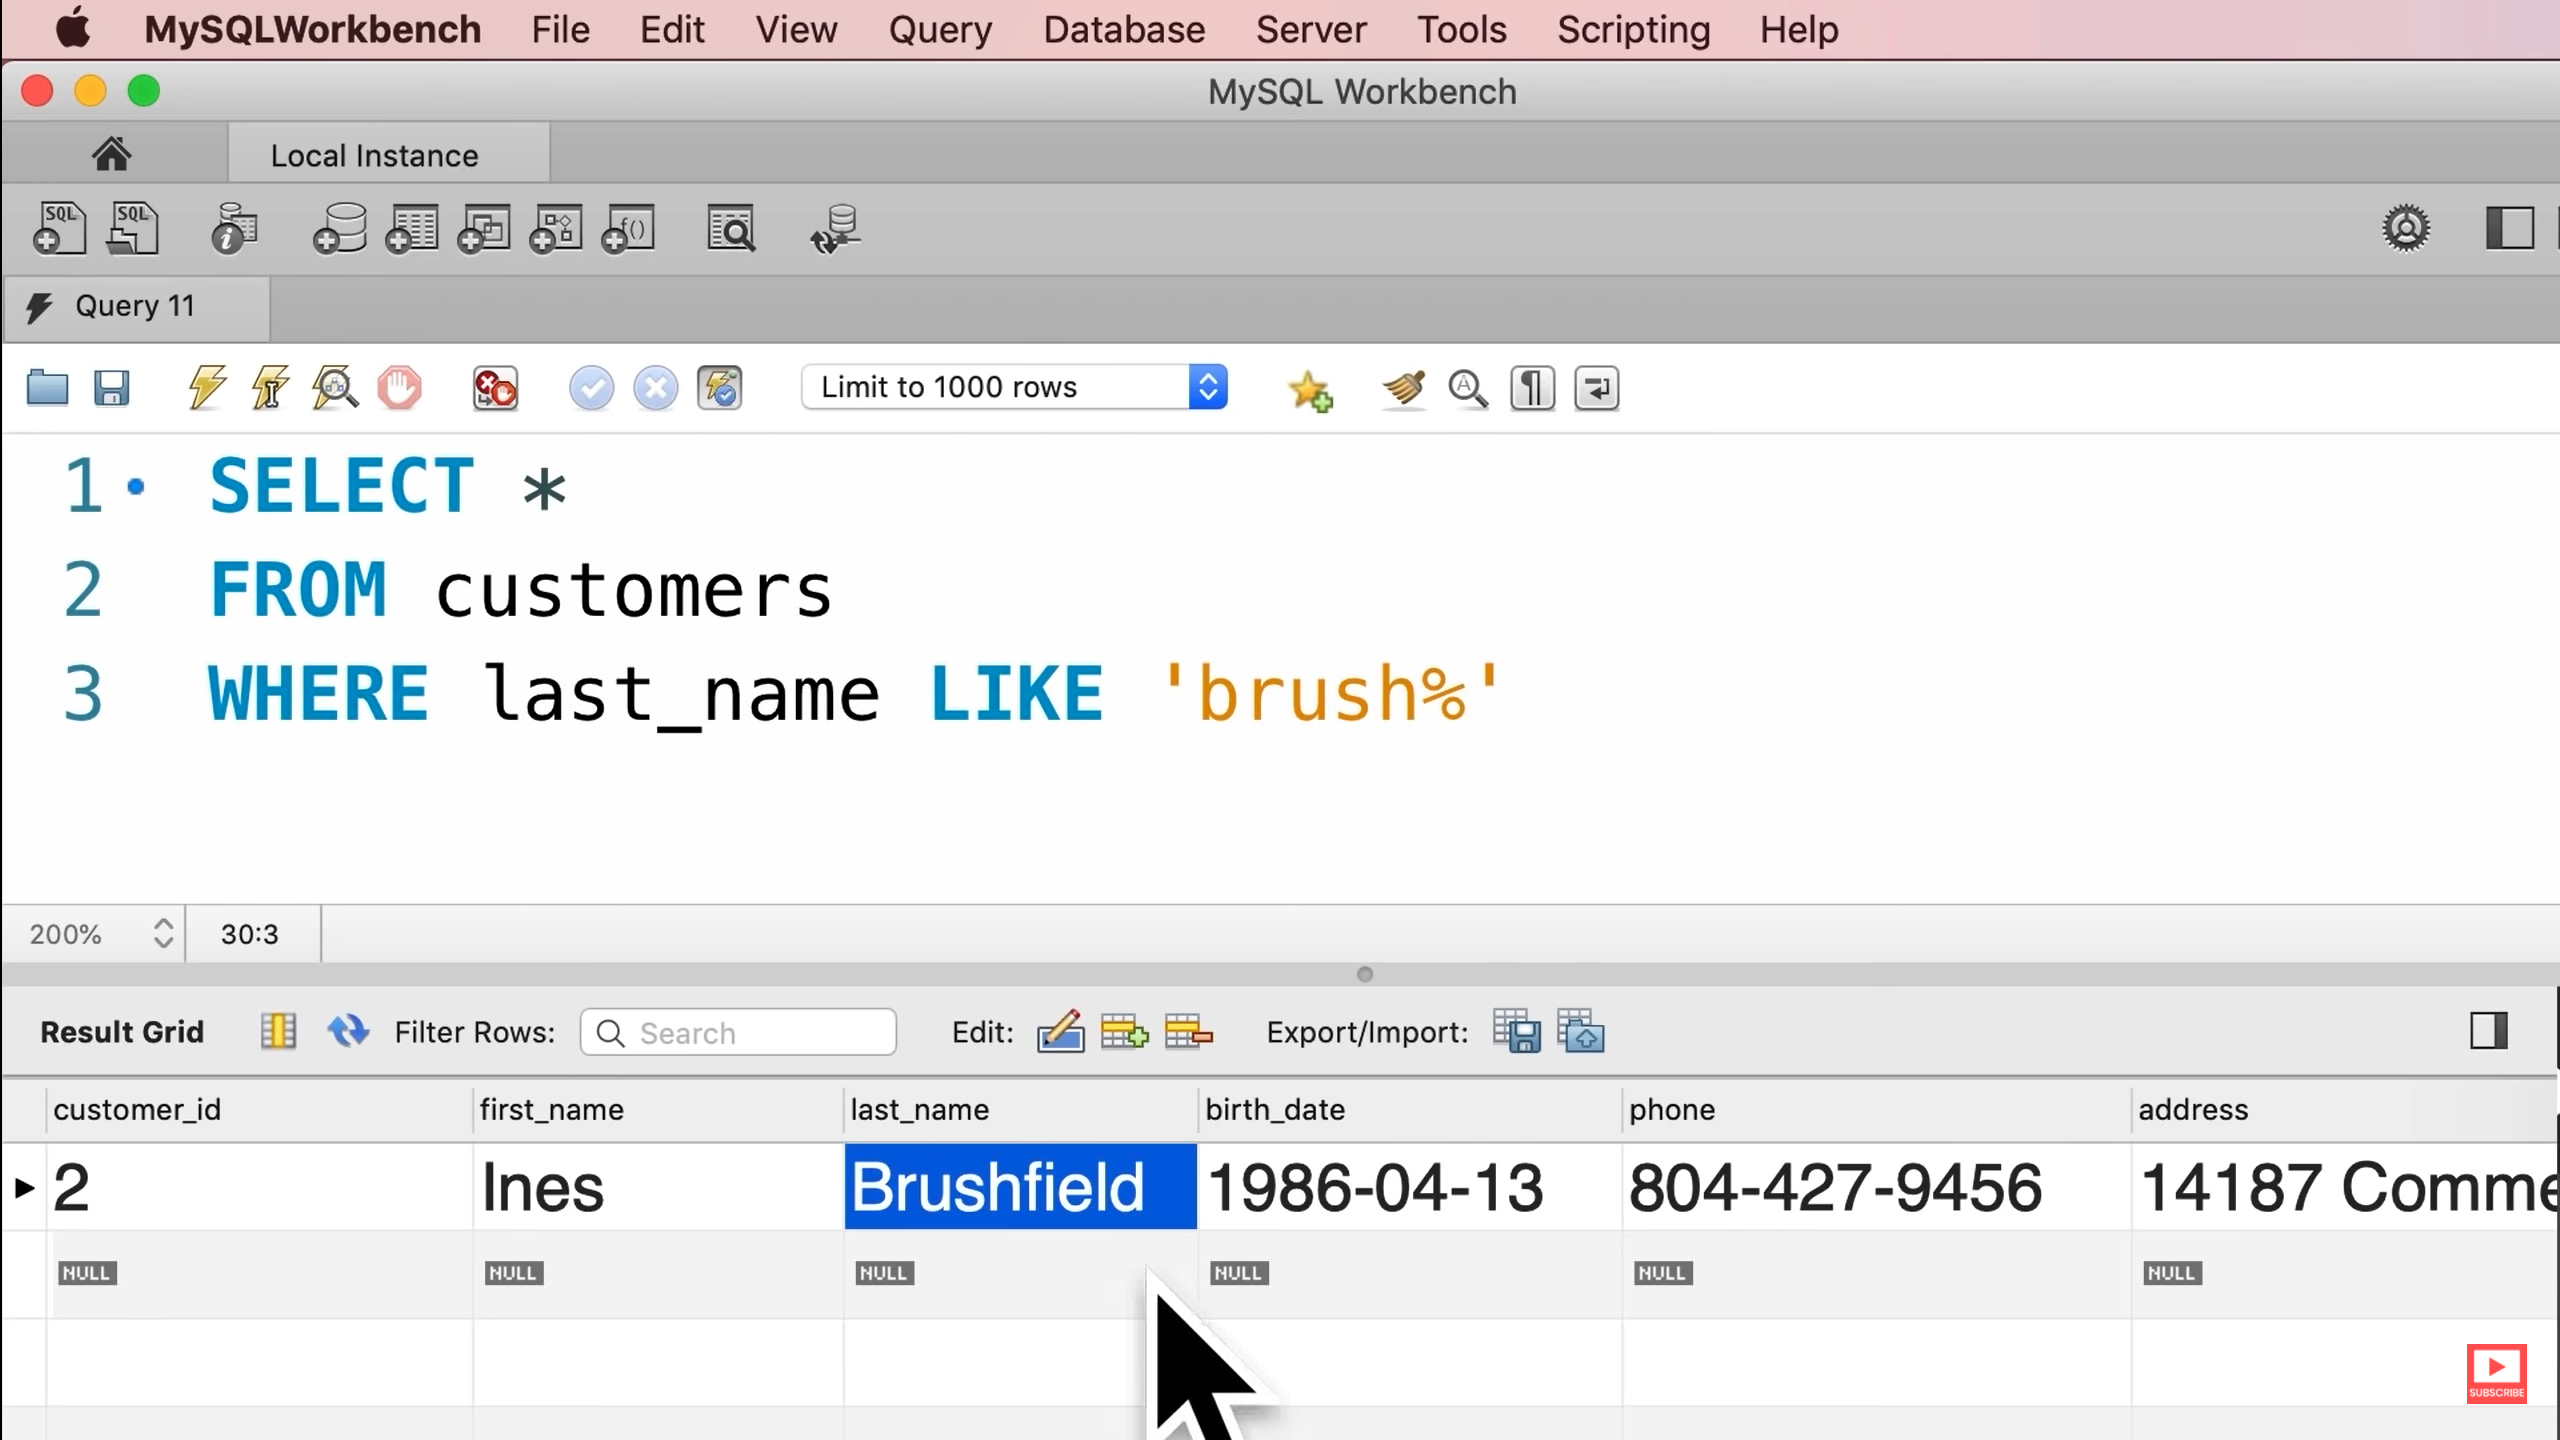 MySQLWorkbench File Edit View Query Database Server Tools Scripting Help
MySQL Workbench
Local Instance
SQL SQL i f()
Query 11
Limit to 1000 rows
1 SELECT *
2 FROM customers
3 WHERE last_name LIKE 'brush%'
200% 30:3
Result Grid Filter Rows: Search Edit: Export/Import:
customer_id first_name last_name birth_date phone address
2 Ines Brushfield 1986-04-13 804-427-9456 14187 Comme
NULL NULL NULL NULL NULL NULL
SUBSCRIBE